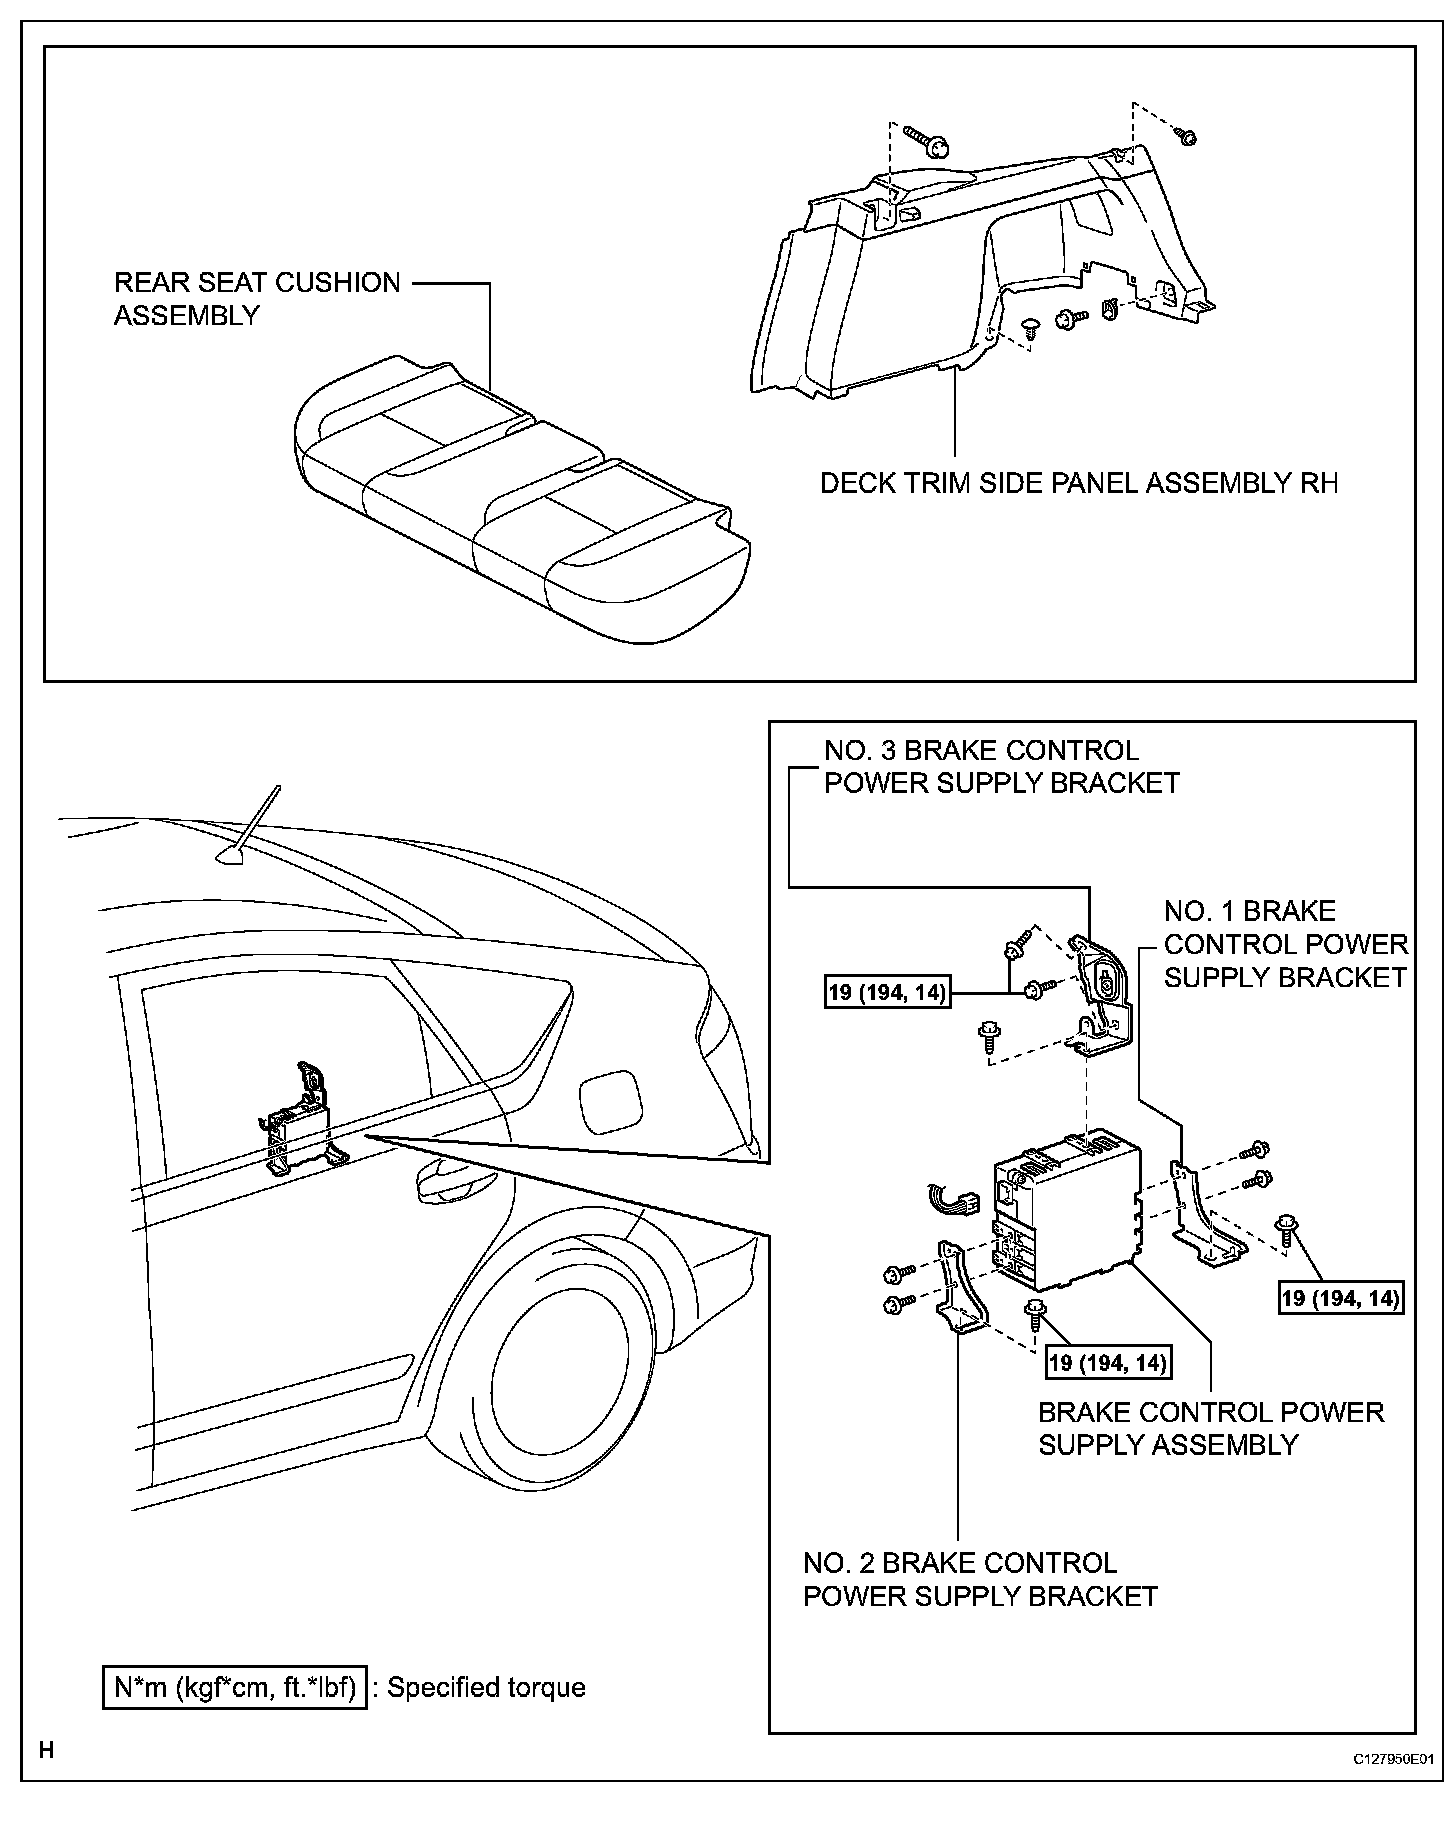 REAR SEAT CUSHION
ASSEMBLY
DECK TRIM SIDE PANEL ASSEMBLY RH
NO. 3 BRAKE CONTROL
POWER SUPPLY BRACKET
NO. 1 BRAKE
CONTROL POWER
SUPPLY BRACKET
19 (194, 14)
19 (194, 14)
19 (194, 14)
BRAKE CONTROL POWER
SUPPLY ASSEMBLY
NO. 2 BRAKE CONTROL
POWER SUPPLY BRACKET
N*m (kgf*cm, ft.*lbf) : Specified torque
H
C127950E01